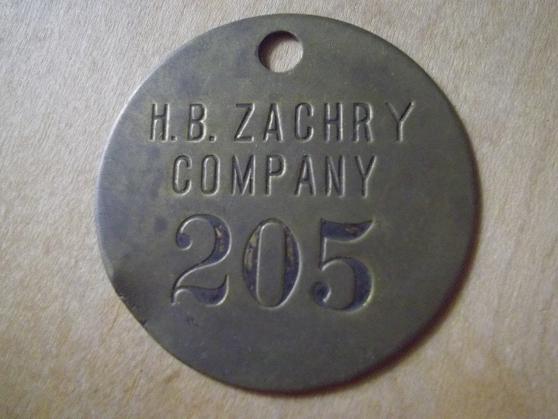 H.B. ZACHRY
COMPANY
205